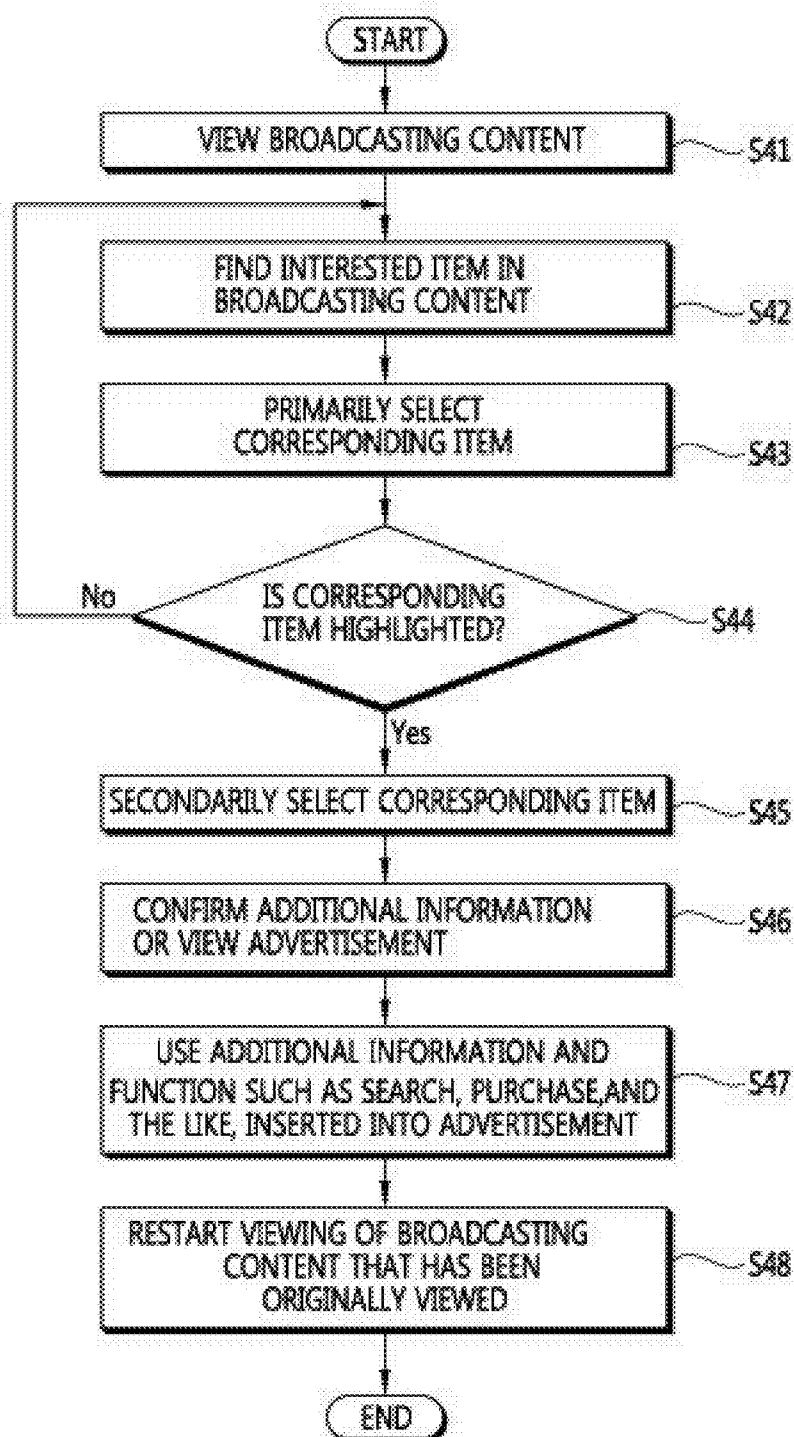 START
VIEW BROADCASTING CONTENT
S41
FIND INTERESTED ITEM IN
BROADCASTING CONTENT
S42
PRIMARILY SELECT
CORRESPONDING ITEM
S43
IS CORRESPONDING
ITEM HIGHLIGHTED?
S44
No
Yes
SECONDARILY SELECT CORRESPONDING ITEM
S45
CONFIRM ADDITIONAL INFORMATION
OR VIEW ADVERTISEMENT
S46
USE ADDITIONAL INFORMATION AND
FUNCTION SUCH AS SEARCH, PURCHASE,AND
THE LIKE, INSERTED INTO ADVERTISEMENT
S47
RESTART VIEWING OF BROADCASTING
CONTENT THAT HAS BEEN
ORIGINALLY VIEWED
S48
END